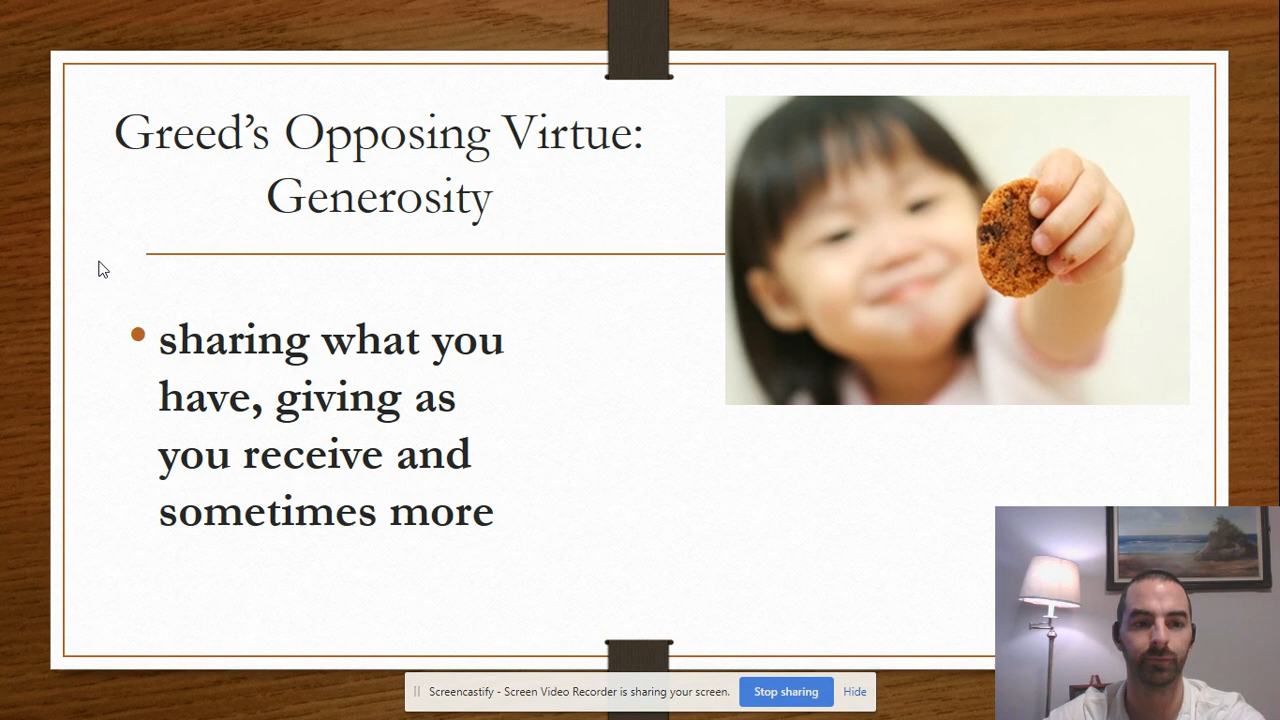 Greed’s Opposing Virtue:
Generosity
sharing what you
have, giving as
you receive and
sometimes more
Screencastify - Screen Video Recorder is sharing your screen.
Stop sharing
Hide